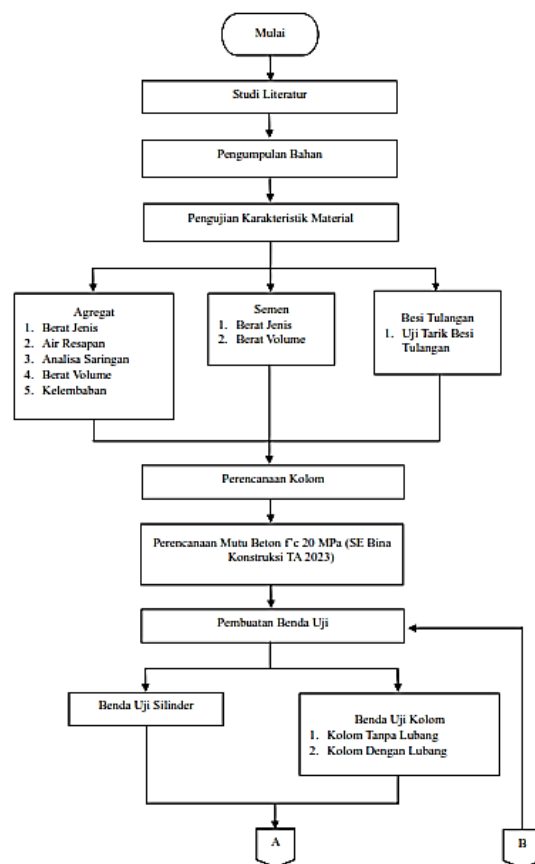 Mulai
Studi Literatur
Pengumpulan Bahan
Pengujian Karakteristik Material
Agregat
1. Berat Jenis
2. Air Resapan
3. Analisa Saringan
4. Berat Volume
5. Kelembaban
Semen
1. Berat Jenis
2. Berat Volume
Besi Tulangan
1. Uji Tarik Besi
Tulangan
Perencanaan Kolom
Perencanaan Mutu Beton f'c 20 MPa (SE Bina
Konstruksi TA 2023)
Pembuatan Benda Uji
Benda Uji Silinder
Benda Uji Kolom
1. Kolom Tanpa Lubang
2. Kolom Dengan Lubang
A
B